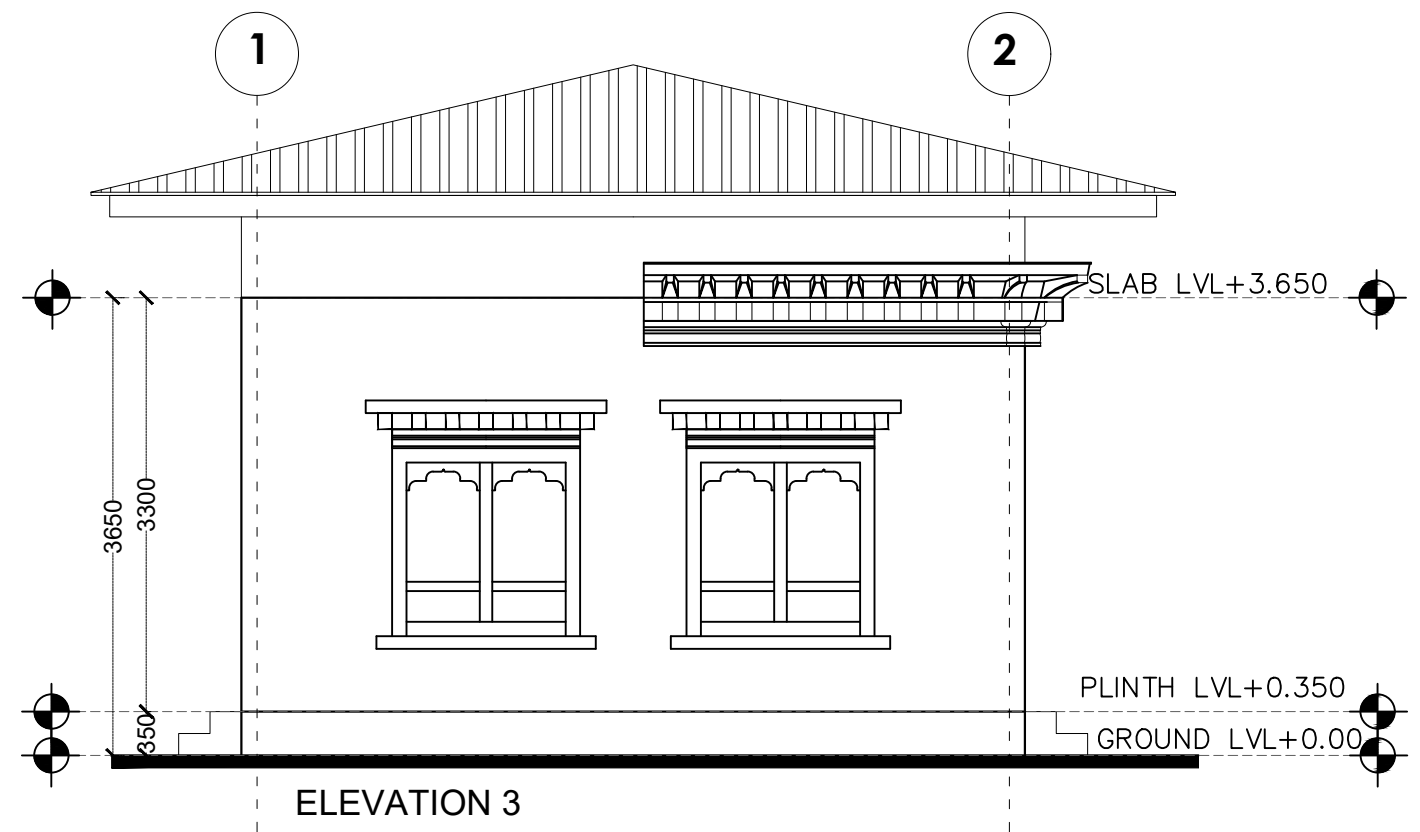 1
2
SLAB LVL+3.650
3650
3300
PLINTH LVL+0.350
350
GROUND LVL+0.00
ELEVATION 3